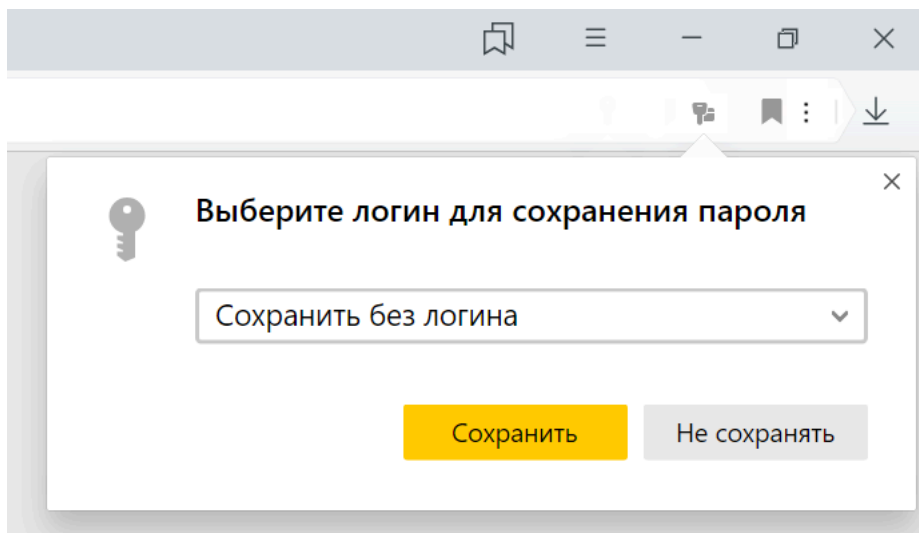 Выберите логин для сохранения пароля
Сохранить без логина
Сохранить
Не сохранять